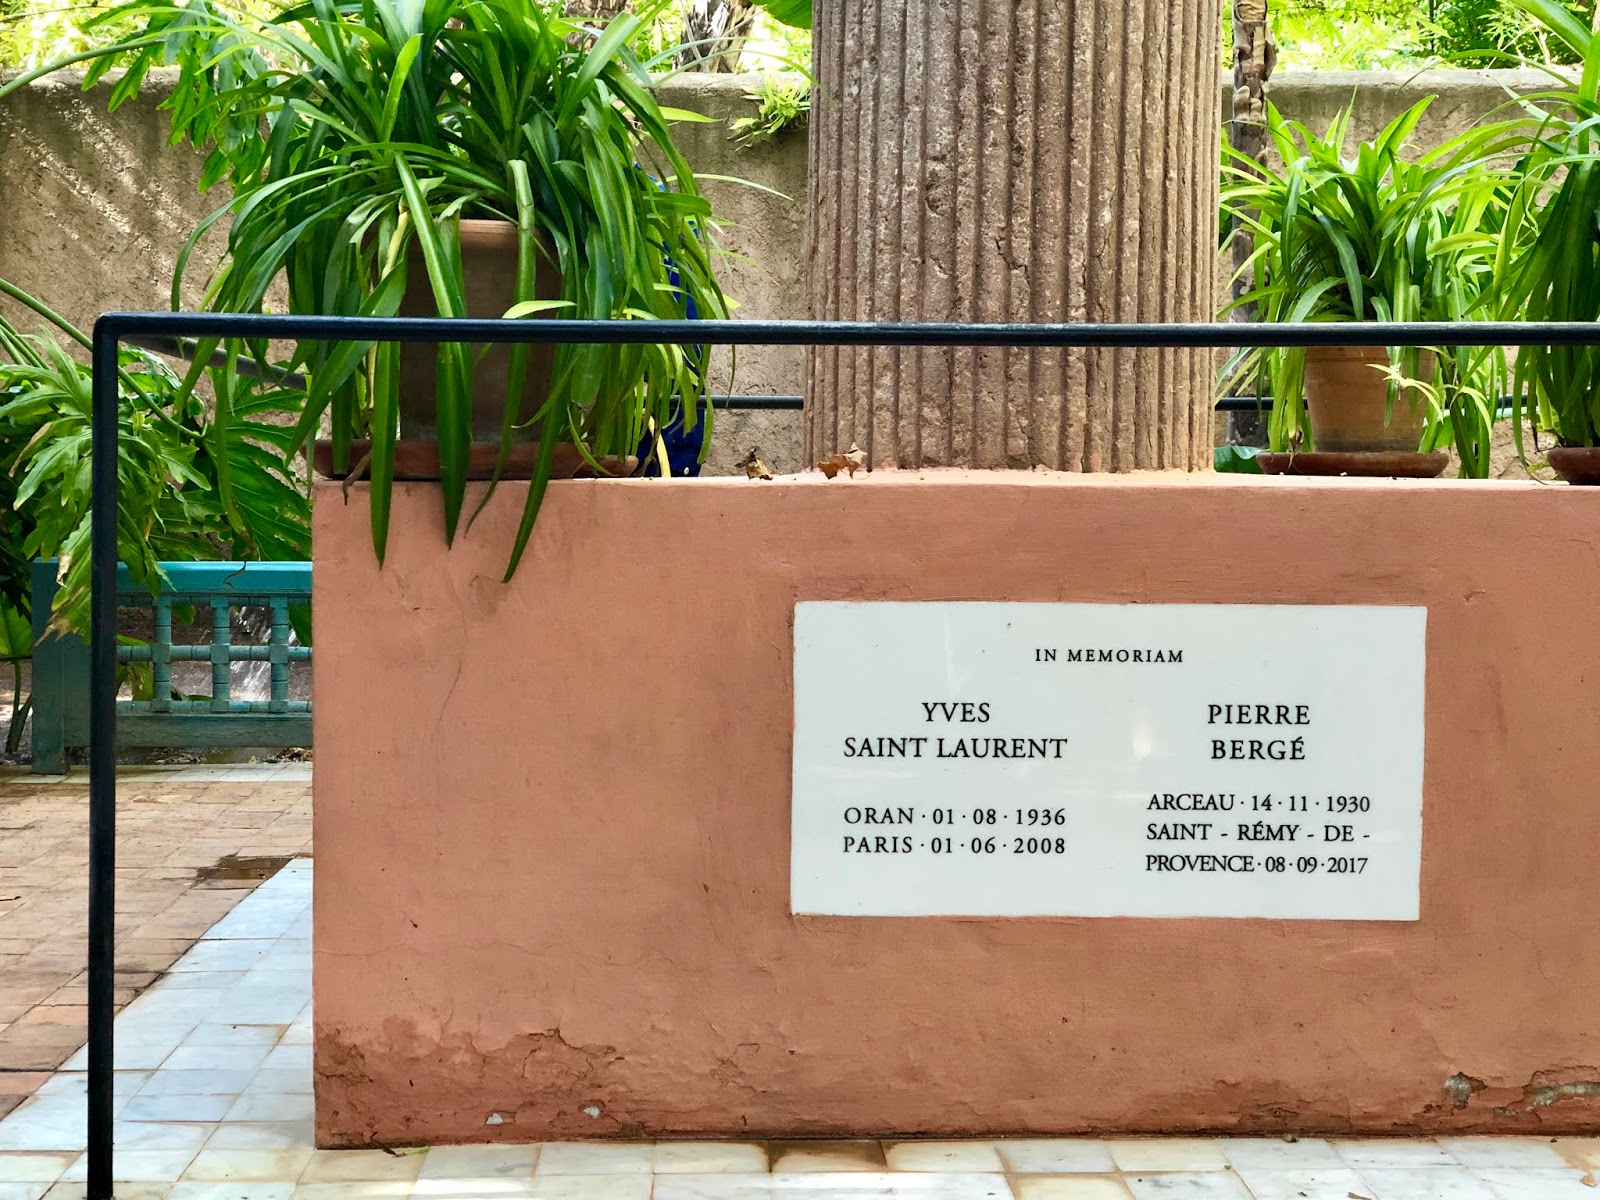 IN MEMORIAM
YVES
SAINT LAURENT
ORAN · 01 · 08 · 1936
PARIS · 01 · 06 · 2008
PIERRE
BERGÉ
ARCEAU · 14 · 11 · 1930
SAINT - RÉMY - DE -
PROVENCE · 08 · 09 · 2017